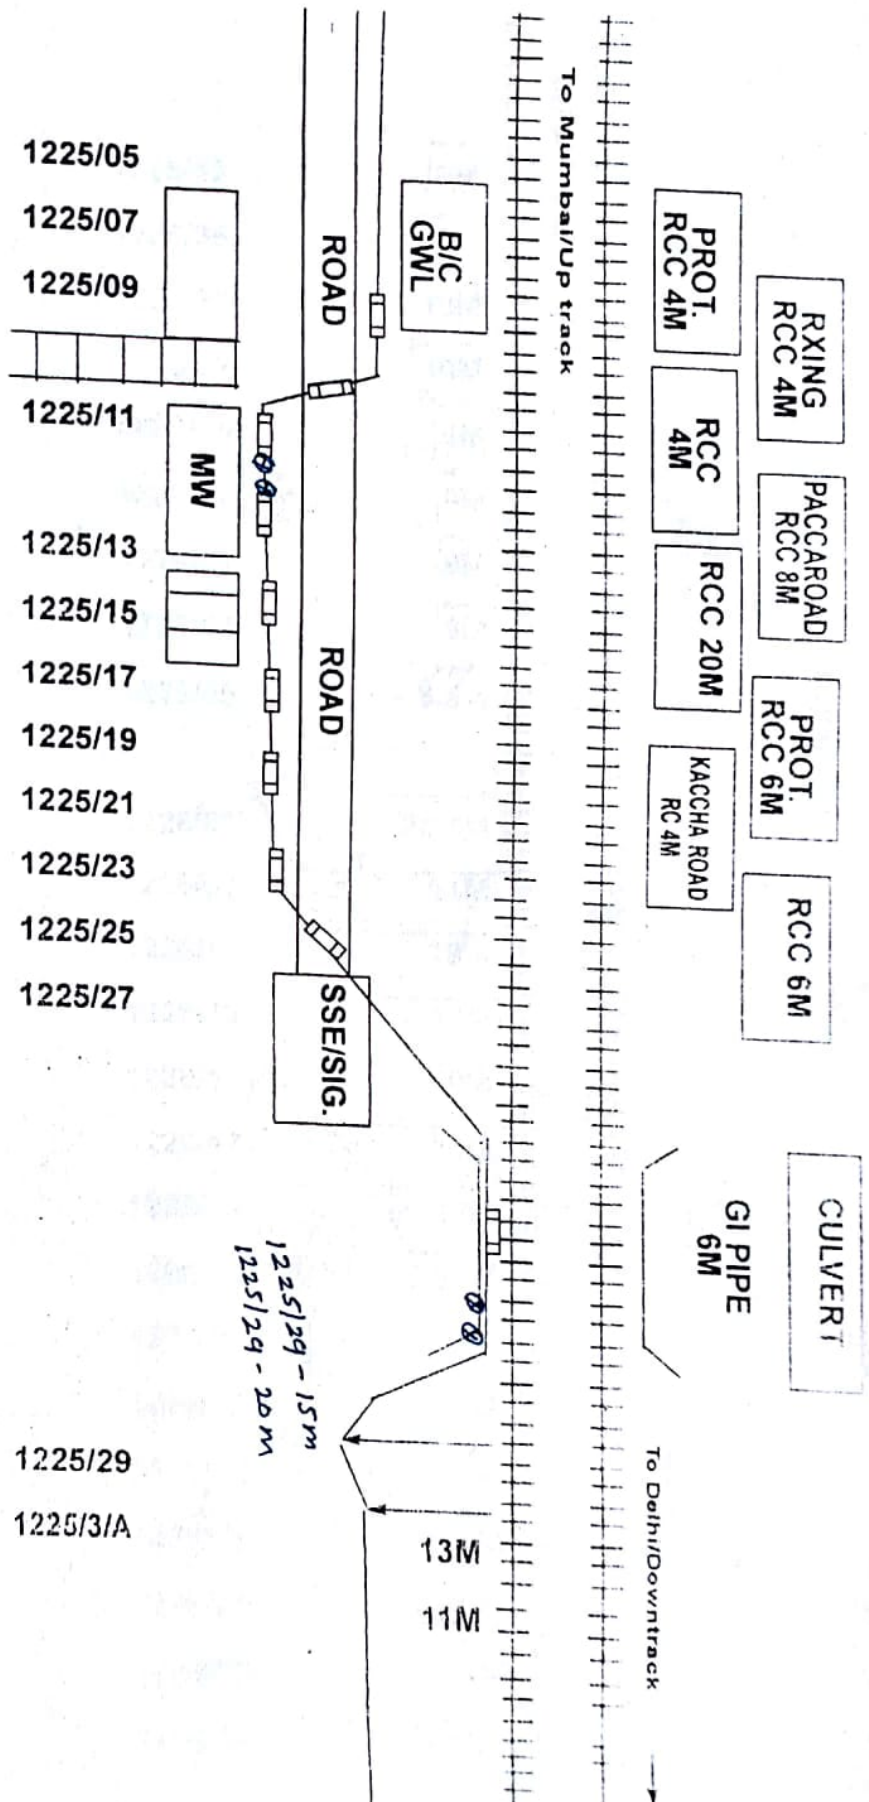 To Mumbai/Up track
1225/05
1225/07
1225/09
1225/11
1225/13
1225/15
1225/17
1225/19
1225/21
1225/23
1225/25
1225/27
1225/29
1225/3/A
MW
ROAD
ROAD
B/C
GWL
SSE/SIG.
PROT.
RCC 4M
RXING
RCC 4M
RCC
4M
PACCAROAD
RCC 8M
RCC 20M
PROT.
RCC 6M
KACCHA ROAD
RC 4M
RCC 6M
CULVERT
GI PIPE
6M
1225/29 - 15m
1225/29 - 20m
13M
11M
To Delhi/Downtrack